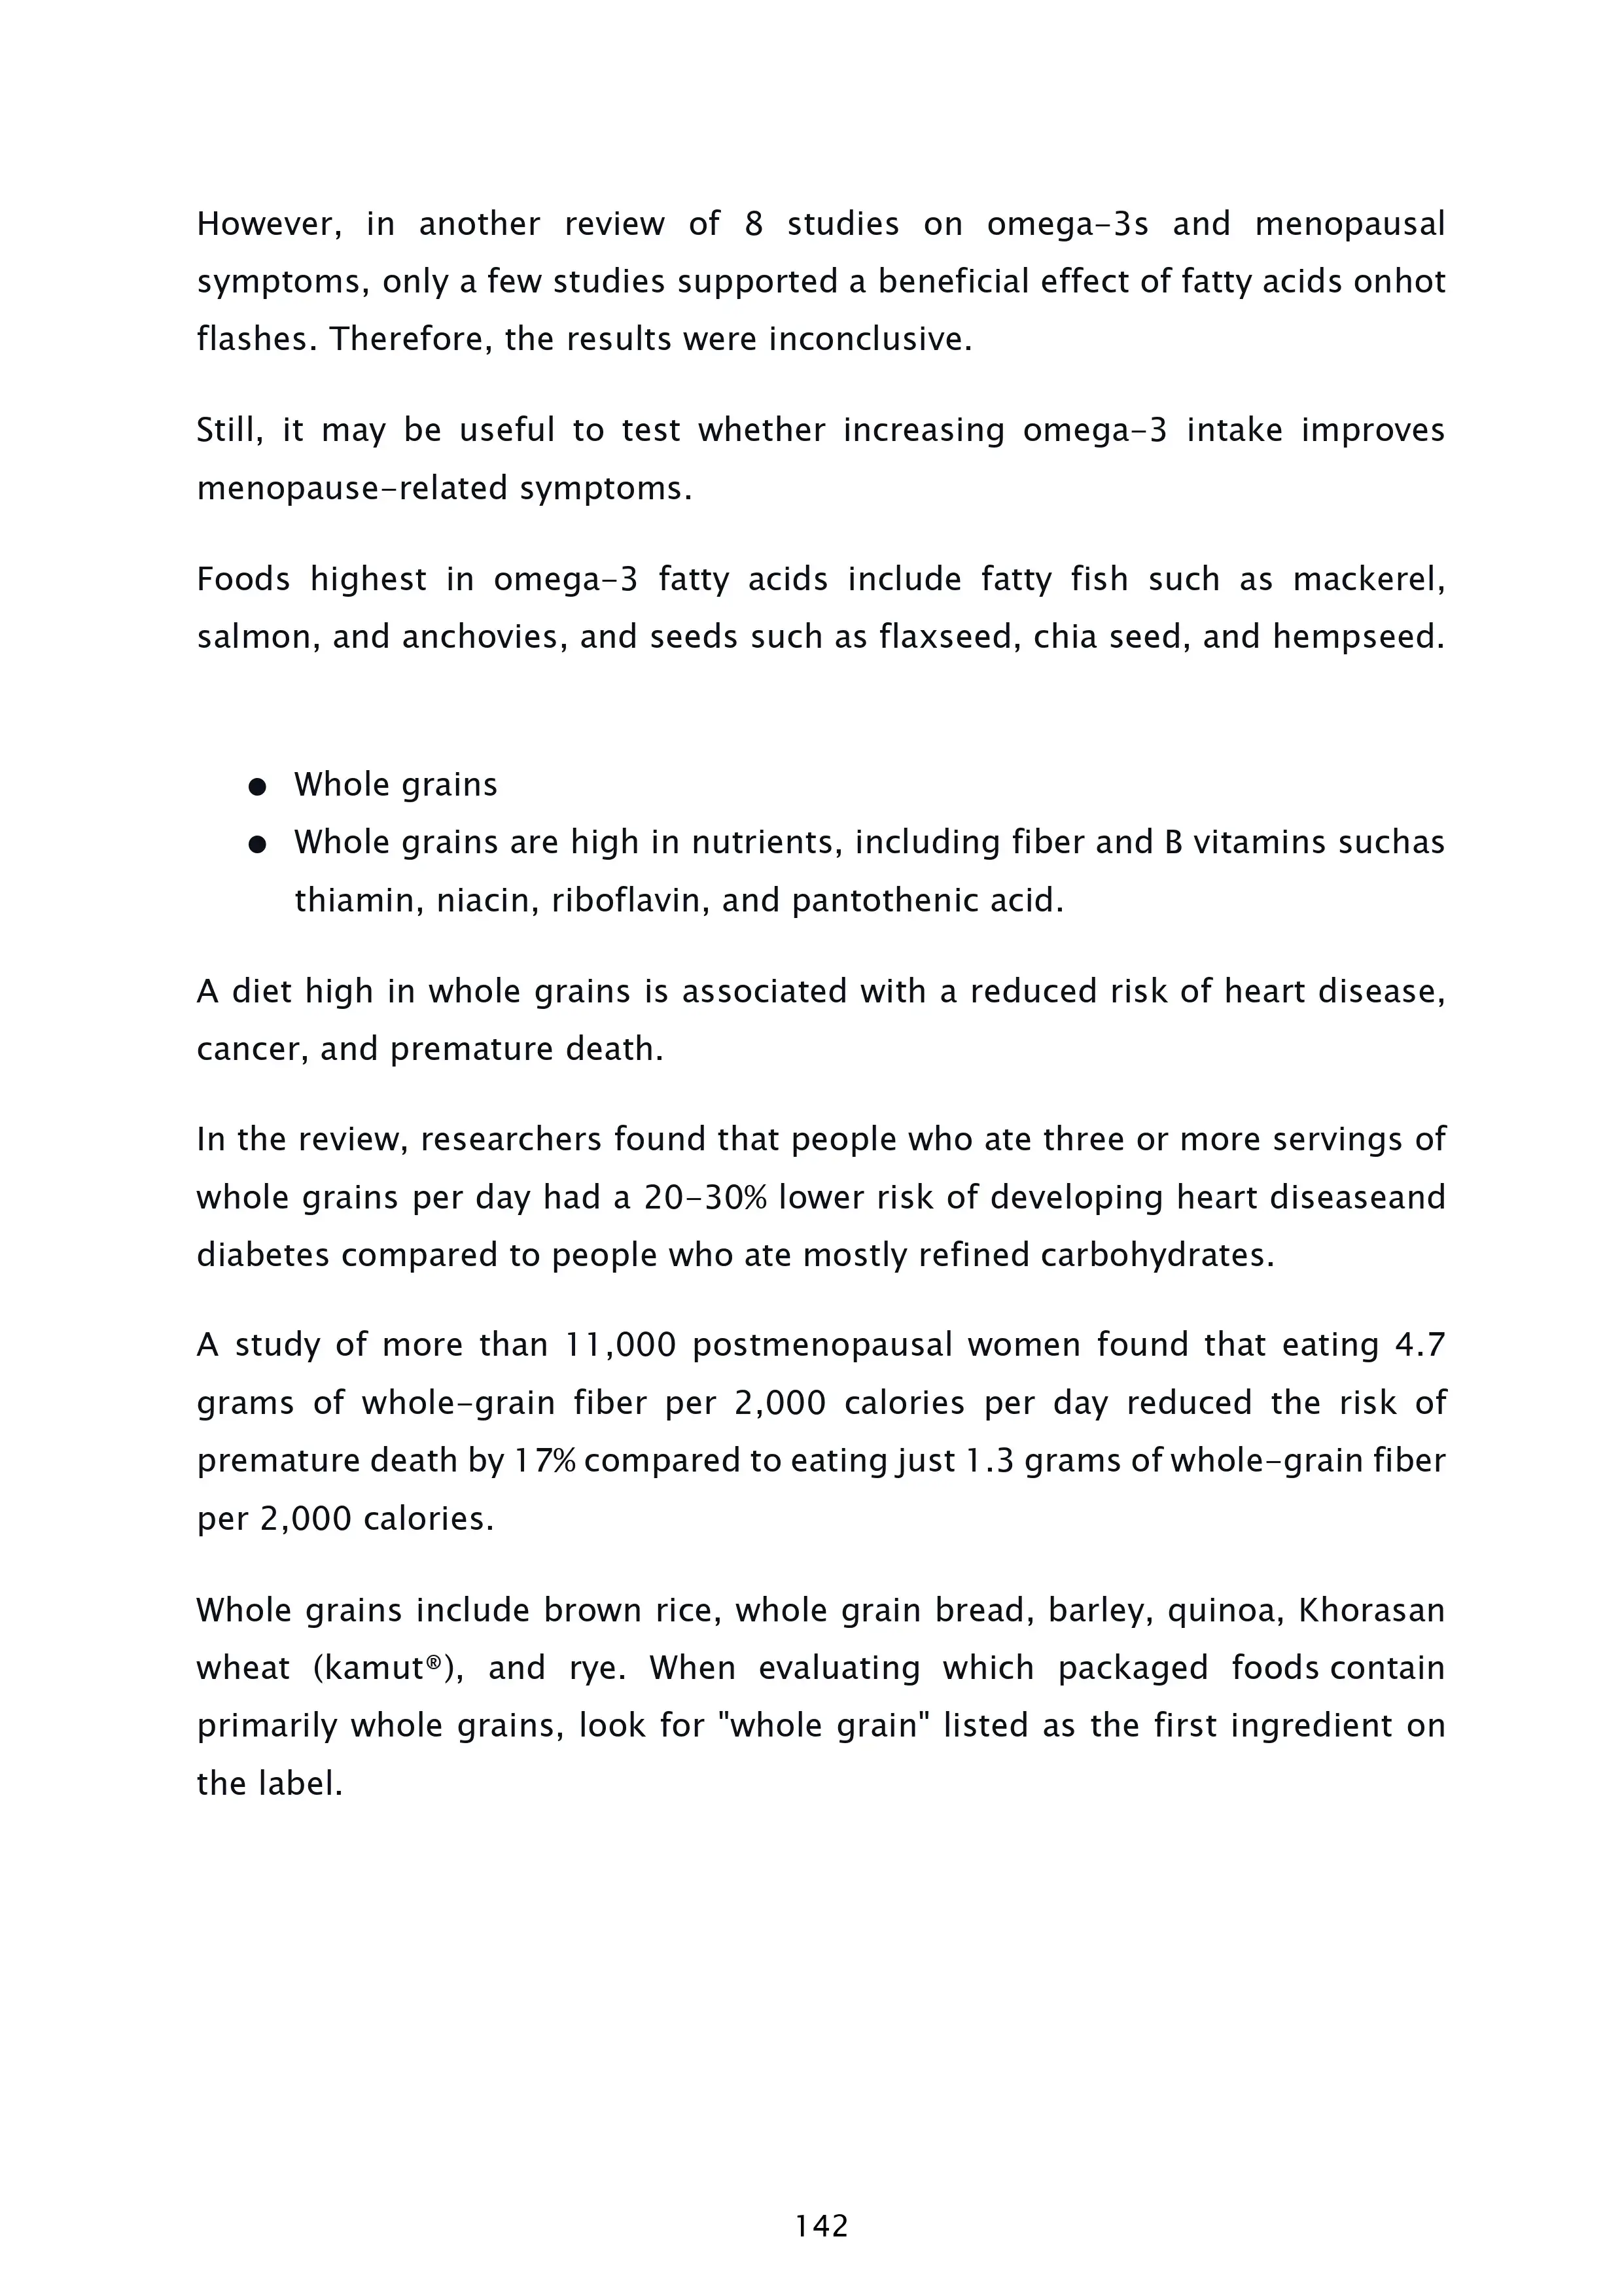 However, in another review of 8 studies on omega-3s and menopausal
symptoms, only a few studies supported a beneficial effect of fatty acids onhot
flashes. Therefore, the results were inconclusive.
Still, it may be useful to test whether increasing omega-3 intake improves
menopause-related symptoms.
Foods highest in omega-3 fatty acids include fatty fish such as mackerel,
salmon, and anchovies, and seeds such as flaxseed, chia seed, and hempseed.
● Whole grains
● Whole grains are high in nutrients, including fiber and B vitamins suchas
thiamin, niacin, riboflavin, and pantothenic acid.
A diet high in whole grains is associated with a reduced risk of heart disease,
cancer, and premature death.
In the review, researchers found that people who ate three or more servings of
whole grains per day had a 20-30% lower risk of developing heart diseaseand
diabetes compared to people who ate mostly refined carbohydrates.
A study of more than 11,000 postmenopausal women found that eating 4.7
grams of whole-grain fiber per 2,000 calories per day reduced the risk of
premature death by 17% compared to eating just 1.3 grams of whole-grain fiber
per 2,000 calories.
Whole grains include brown rice, whole grain bread, barley, quinoa, Khorasan
wheat (kamut®), and rye. When evaluating which packaged foods contain
primarily whole grains, look for "whole grain" listed as the first ingredient on
the label.
142